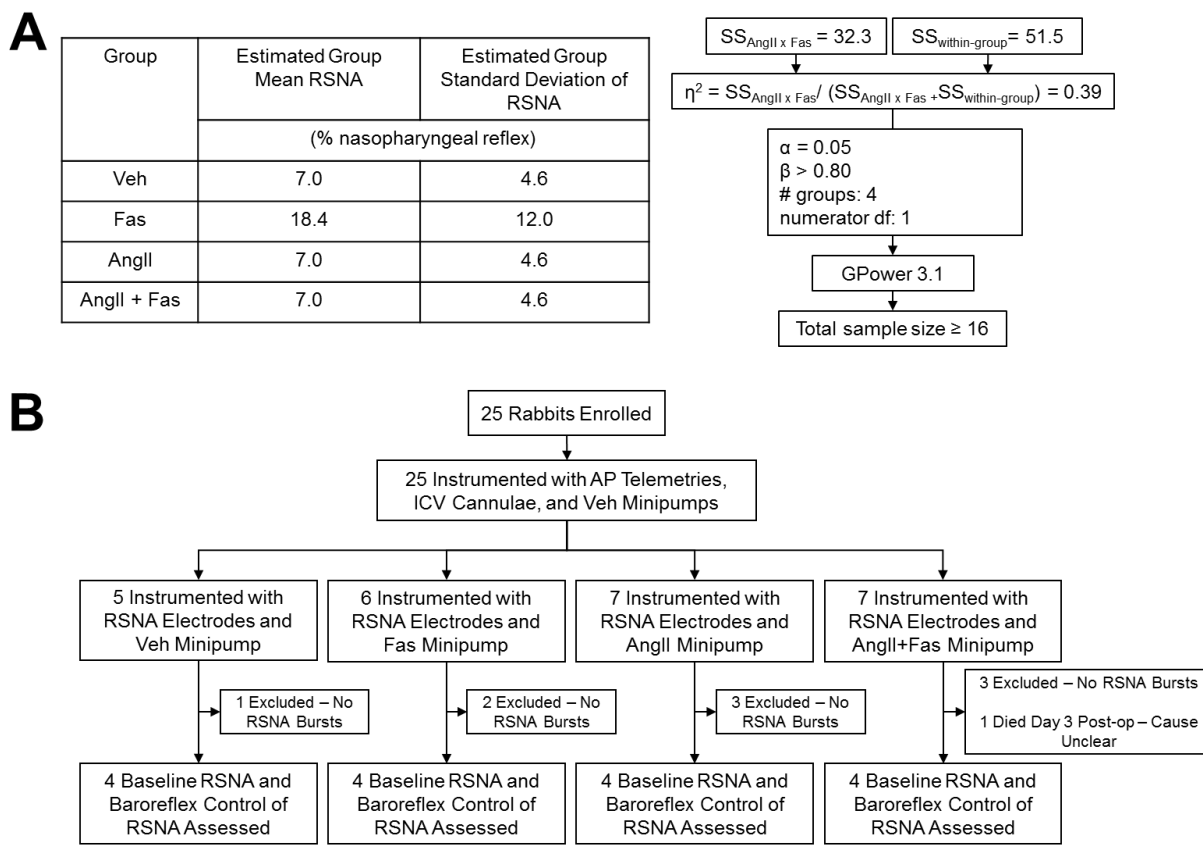 A
Group
Estimated Group
Mean RSNA
Estimated Group
Standard Deviation of
RSNA
(% nasopharyngeal reflex)
Veh 7.0 4.6
Fas 18.4 12.0
AngII 7.0 4.6
AngII + Fas 7.0 4.6
SSAngII x Fas = 32.3
SSwithin-group = 51.5
η² = SSAngII x Fas/ (SSAngII x Fas +SSwithin-group) = 0.39
α = 0.05
β > 0.80
# groups: 4
numerator df: 1
GPower 3.1
Total sample size ≥ 16
B
25 Rabbits Enrolled
25 Instrumented with AP Telemetries,
ICV Cannulae, and Veh Minipumps
5 Instrumented with
RSNA Electrodes and
Veh Minipump
6 Instrumented with
RSNA Electrodes and
Fas Minipump
7 Instrumented with
RSNA Electrodes and
AngII Minipump
7 Instrumented with
RSNA Electrodes and
AngII+Fas Minipump
1 Excluded – No
RSNA Bursts
2 Excluded – No
RSNA Bursts
3 Excluded – No
RSNA Bursts
3 Excluded – No RSNA Bursts
1 Died Day 3 Post-op – Cause
Unclear
4 Baseline RSNA and
Baroreflex Control of
RSNA Assessed
4 Baseline RSNA and
Baroreflex Control of
RSNA Assessed
4 Baseline RSNA and
Baroreflex Control of
RSNA Assessed
4 Baseline RSNA and
Baroreflex Control of
RSNA Assessed